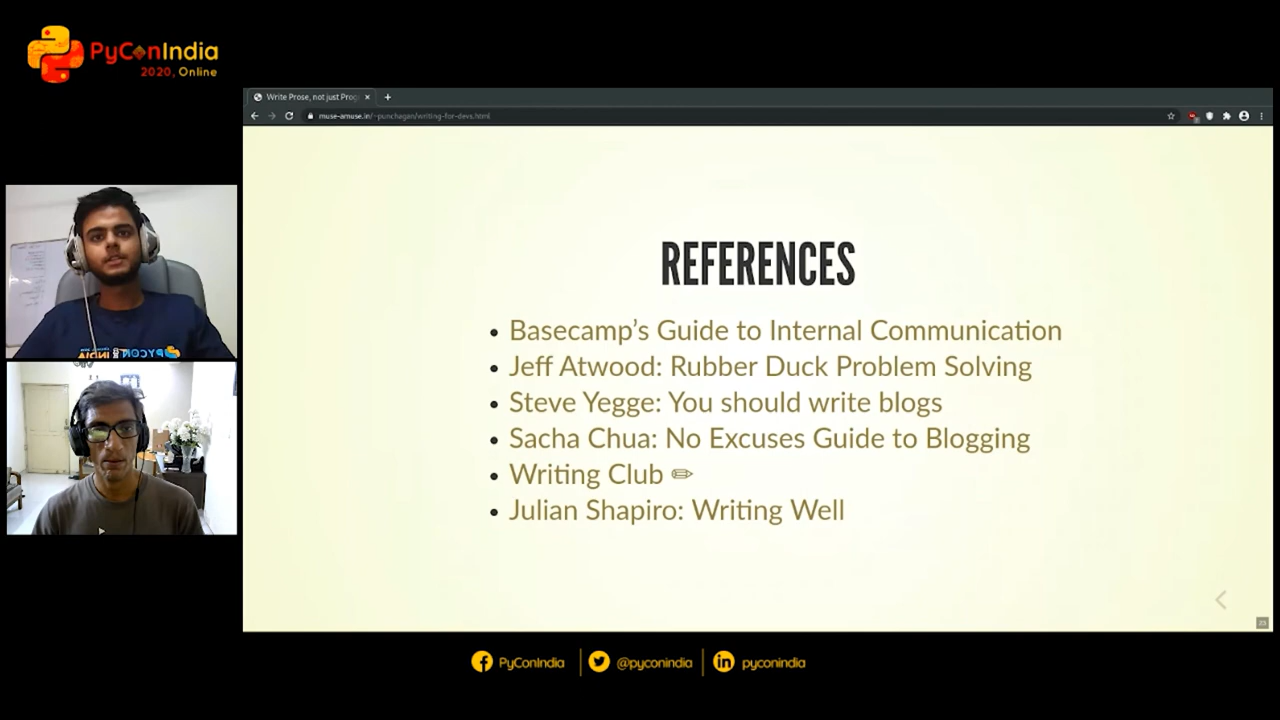 PyConIndia
2020, Online
Write Prose, not just Prog
muse-amuse.in/~punchagan/writing-for-devs.html
REFERENCES
• Basecamp’s Guide to Internal Communication
• Jeff Atwood: Rubber Duck Problem Solving
• Steve Yegge: You should write blogs
• Sacha Chua: No Excuses Guide to Blogging
• Writing Club ✏
• Julian Shapiro: Writing Well
PyConIndia
@pyconindia
pyconindia